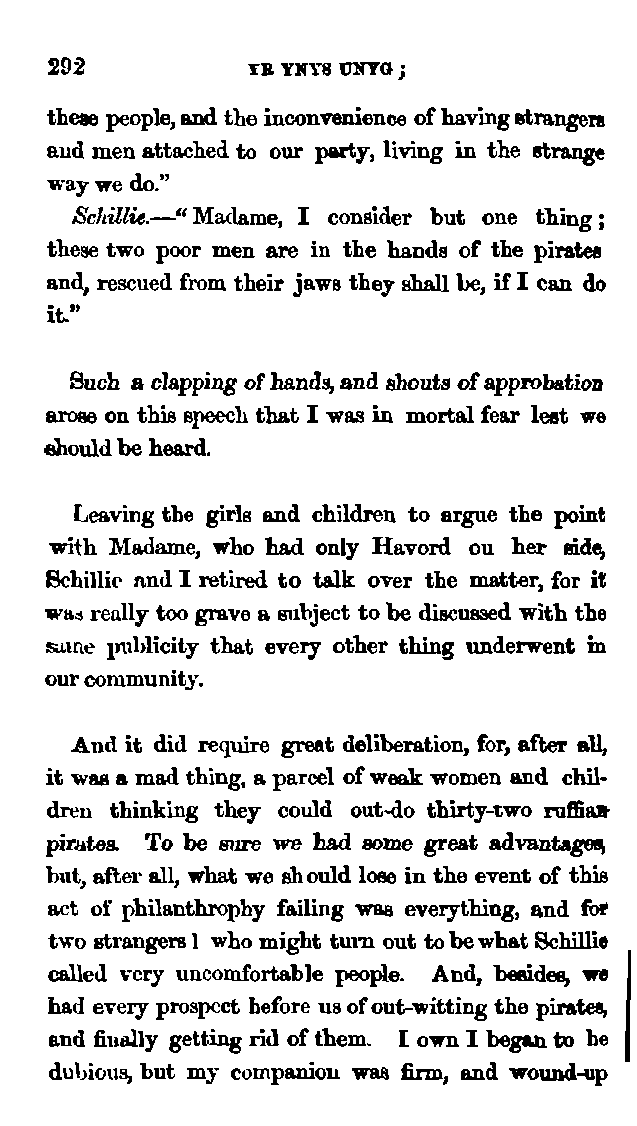 292 YR YNYS UNYG;
these people, and the inconvenience of having strangers
and men attached to our party, living in the strange
way we do."
Schillie.—"Madame, I consider but one thing;
these two poor men are in the hands of the pirates
and, rescued from their jaws they shall be, if I can do
it."
Such a clapping of hands, and shouts of approbation
arose on this speech that I was in mortal fear lest we
should be heard.
Leaving the girls and children to argue the point
with Madame, who had only Havord on her side,
Schillie and I retired to talk over the matter, for it
was really too grave a subject to be discussed with the
same publicity that every other thing underwent in
our community.
And it did require great deliberation, for, after all,
it was a mad thing, a parcel of weak women and chil-
dren thinking they could out-do thirty-two ruffian
pirates. To be sure we had some great advantages,
but, after all, what we should lose in the event of this
act of philanthrophy failing was everything, and for
two strangers! who might turn out to be what Schillie
called very uncomfortable people. And, besides, we
had every prospect before us of out-witting the pirates,
and finally getting rid of them. I own I began to be
dubious, but my companion was firm, and wound-up